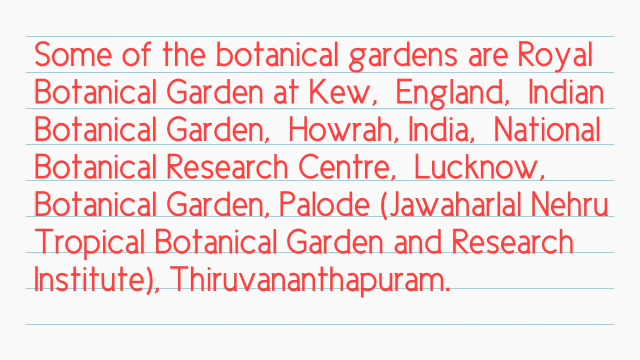 Some of the botanical gardens are Royal
Botanical Garden at Kew,  England,  Indian
Botanical Garden,  Howrah, India,  National
Botanical Research Centre,  Lucknow,
Botanical Garden, Palode (Jawaharlal Nehru
Tropical Botanical Garden and Research
Institute), Thiruvananthapuram.